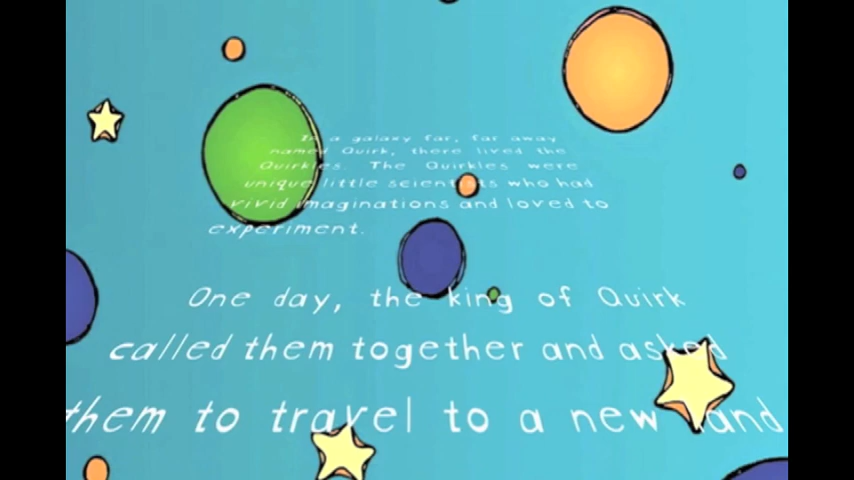 In a galaxy far, far away
named Quirk, there lived the
Quirkles. The Quirkles were
unique little scientists who had
vivid imaginations and loved to
experiment.
One day, the king of Quirk
called them together and asked
them to travel to a new land